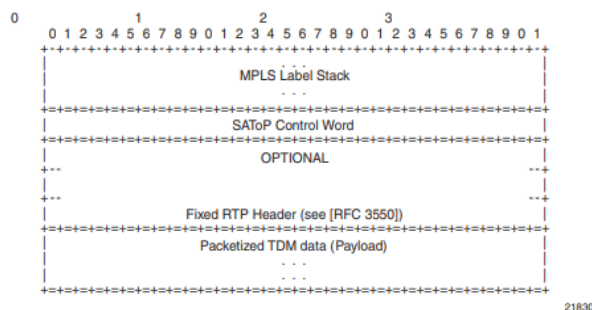 0 1 2 3
0 1 2 3 4 5 6 7 8 9 0 1 2 3 4 5 6 7 8 9 0 1 2 3 4 5 6 7 8 9 0 1
+-+-+-+-+-+-+-+-+-+-+-+-+-+-+-+-+-+-+-+-+-+-+-+-+-+-+-+-+-+-+-+-+
| . . . |
| MPLS Label Stack |
| . . . |
+=+=+=+=+=+=+=+=+=+=+=+=+=+=+=+=+=+=+=+=+=+=+=+=+=+=+=+=+=+=+=+=+
| SAToP Control Word |
+=+=+=+=+=+=+=+=+=+=+=+=+=+=+=+=+=+=+=+=+=+=+=+=+=+=+=+=+=+=+=+=+
| OPTIONAL |
+-- --+
| |
+-- --+
| Fixed RTP Header (see [RFC 3550]) |
+=+=+=+=+=+=+=+=+=+=+=+=+=+=+=+=+=+=+=+=+=+=+=+=+=+=+=+=+=+=+=+=+
| Packetized TDM data (Payload) |
| . . . |
| . . . |
+=+=+=+=+=+=+=+=+=+=+=+=+=+=+=+=+=+=+=+=+=+=+=+=+=+=+=+=+=+=+=+=+
21830